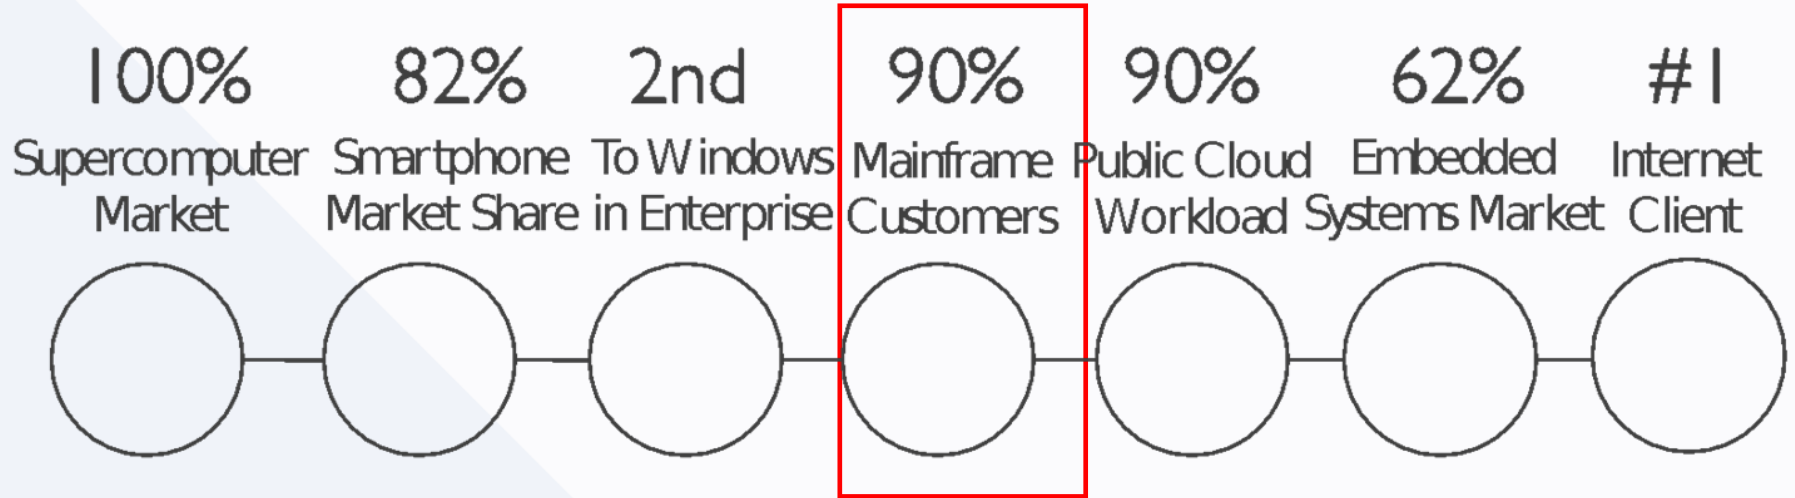 100%
Supercomputer
Market
82%
Smartphone
Market Share
2nd
To Windows
in Enterprise
90%
Mainframe
Customers
90%
Public Cloud
Workload
62%
Embedded
Systems Market
#1
Internet
Client